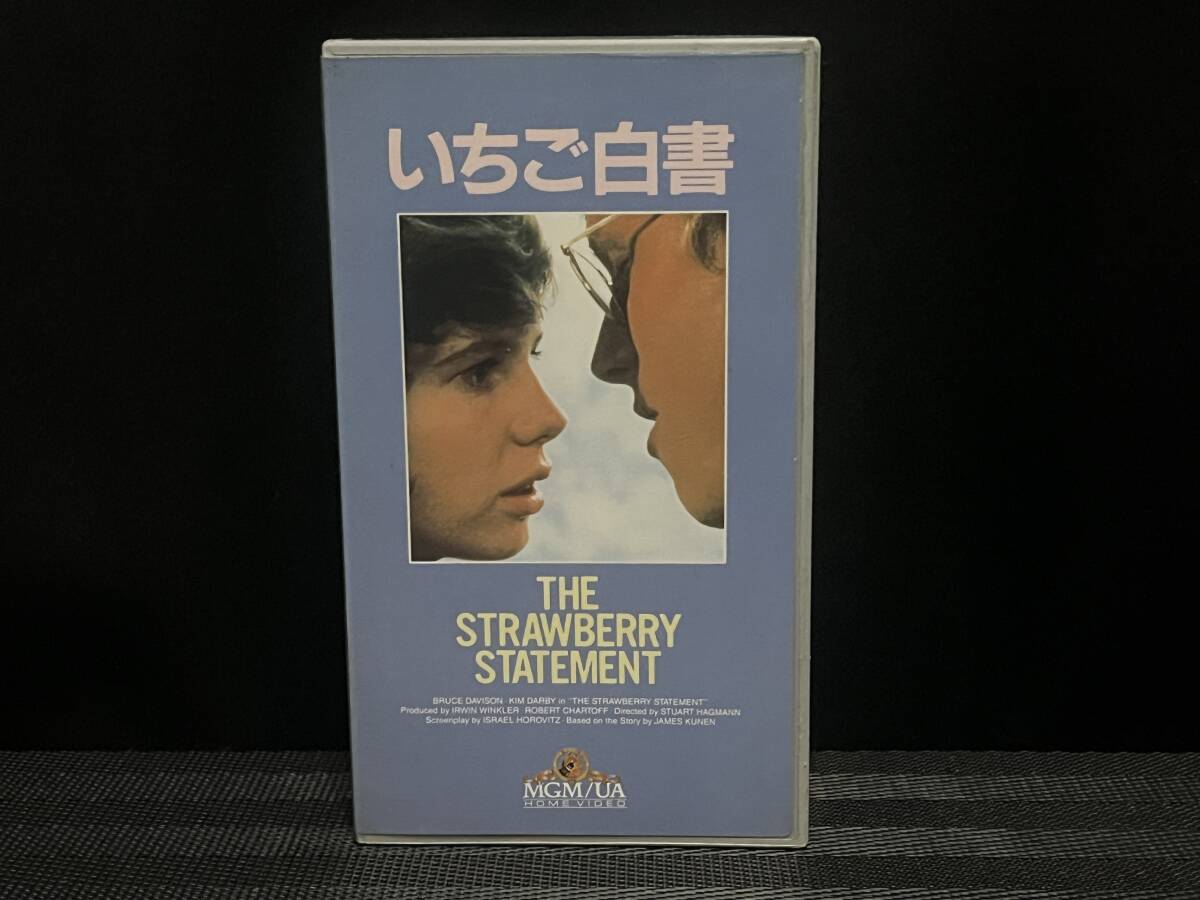 いちご白書
THE
STRAWBERRY
STATEMENT
BRUCE DAVISON · KIM DARBY in "THE STRAWBERRY STATEMENT"
Produced by IRWIN WINKLER · ROBERT CHARTOFF · Directed by STUART HAGMANN
Screenplay by ISRAEL HOROVITZ · Based on the Story by JAMES KUNEN
MGM/UA
HOME VIDEO